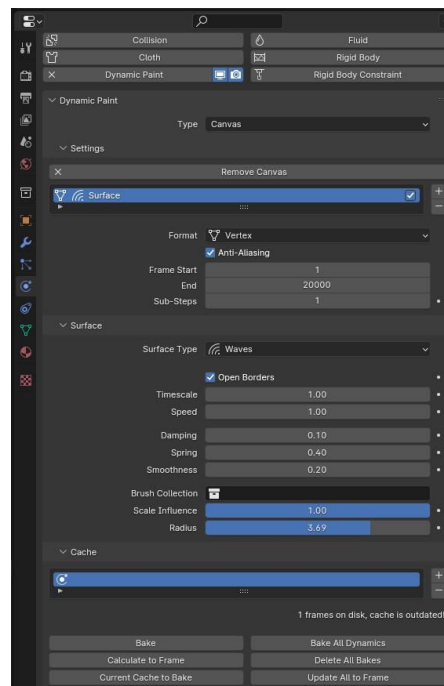 Collision Fluid
Cloth Rigid Body
Dynamic Paint Rigid Body Constraint
Dynamic Paint
Type Canvas
Settings
Remove Canvas
Surface
Format Vertex
Anti-Aliasing
Frame Start 1
End 20000
Sub-Steps 1
Surface
Surface Type Waves
Open Borders
Timescale 1.00
Speed 1.00
Damping 0.10
Spring 0.40
Smoothness 0.20
Brush Collection
Scale Influence 1.00
Radius 3.69
Cache
1 frames on disk, cache is outdated!
Bake Bake All Dynamics
Calculate to Frame Delete All Bakes
Current Cache to Bake Update All to Frame